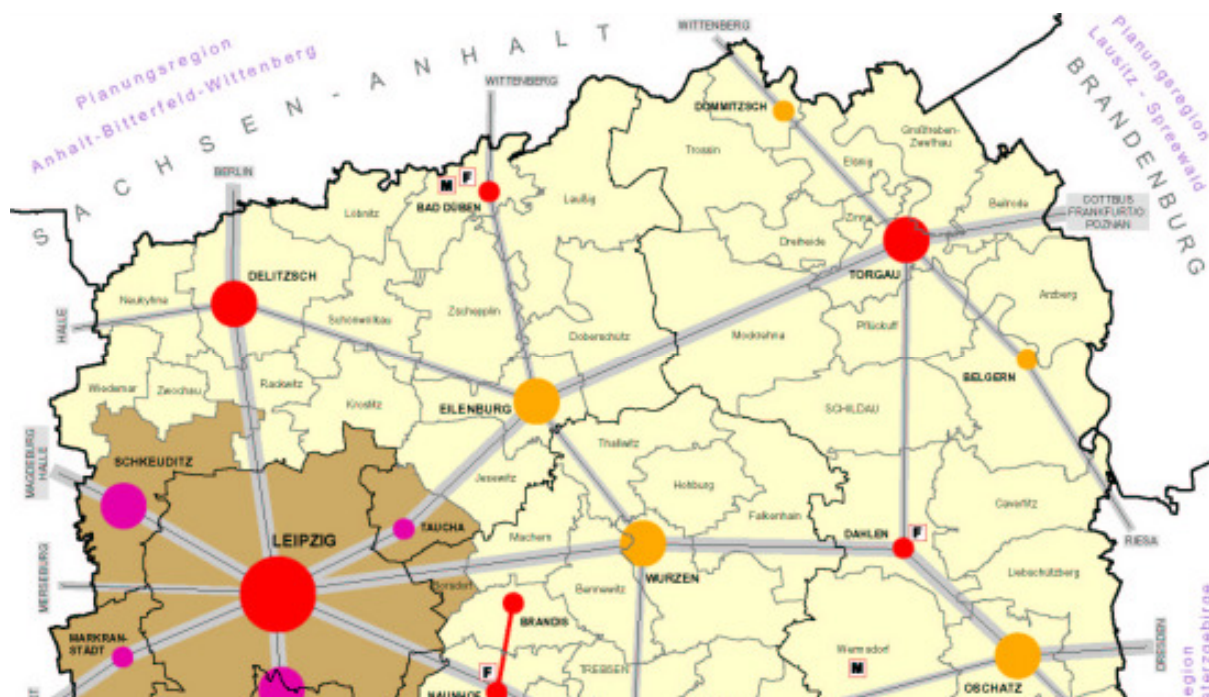 Planungsregion
Anhalt-Bitterfeld-Wittenberg
SACHSEN-ANHALT
WITTENBERG
Planungsregion
Lausitz - Spreewald
BRANDENBURG
WITTENBERG
DOMMITZSCH
Großtreben-
Zwethau
Trossin
Elsnig
BERLIN
M
F
BAD DÜBEN
Laußig
Löbnitz
Zinna
Beilrode
COTTBUS
FRANKFURT/O
POZNAN
Dreiheide
DELITZSCH
TORGAU
Neukyhna
Zschepplin
Schönwölkau
Arzberg
HALLE
Doberschütz
Mockrehna
Pflückuff
Wiedemar
Zwochau
Rackwitz
Krostitz
BELGERN
EILENBURG
SCHILDAU
MAGDEBURG
HALLE
SCHKEUDITZ
Thallwitz
Jesewitz
Hohburg
Cavertitz
Falkenhain
TAUCHA
LEIPZIG
Machern
DAHLEN
F
RIESA
MERSEBURG
Borsdorf
Bennewitz
WURZEN
Liebschützberg
BRANDIS
MARKRAN-
STÄDT
Wermsdorf
M
DRESDEN
F
TREBSEN
NAUNHOF
OSCHATZ